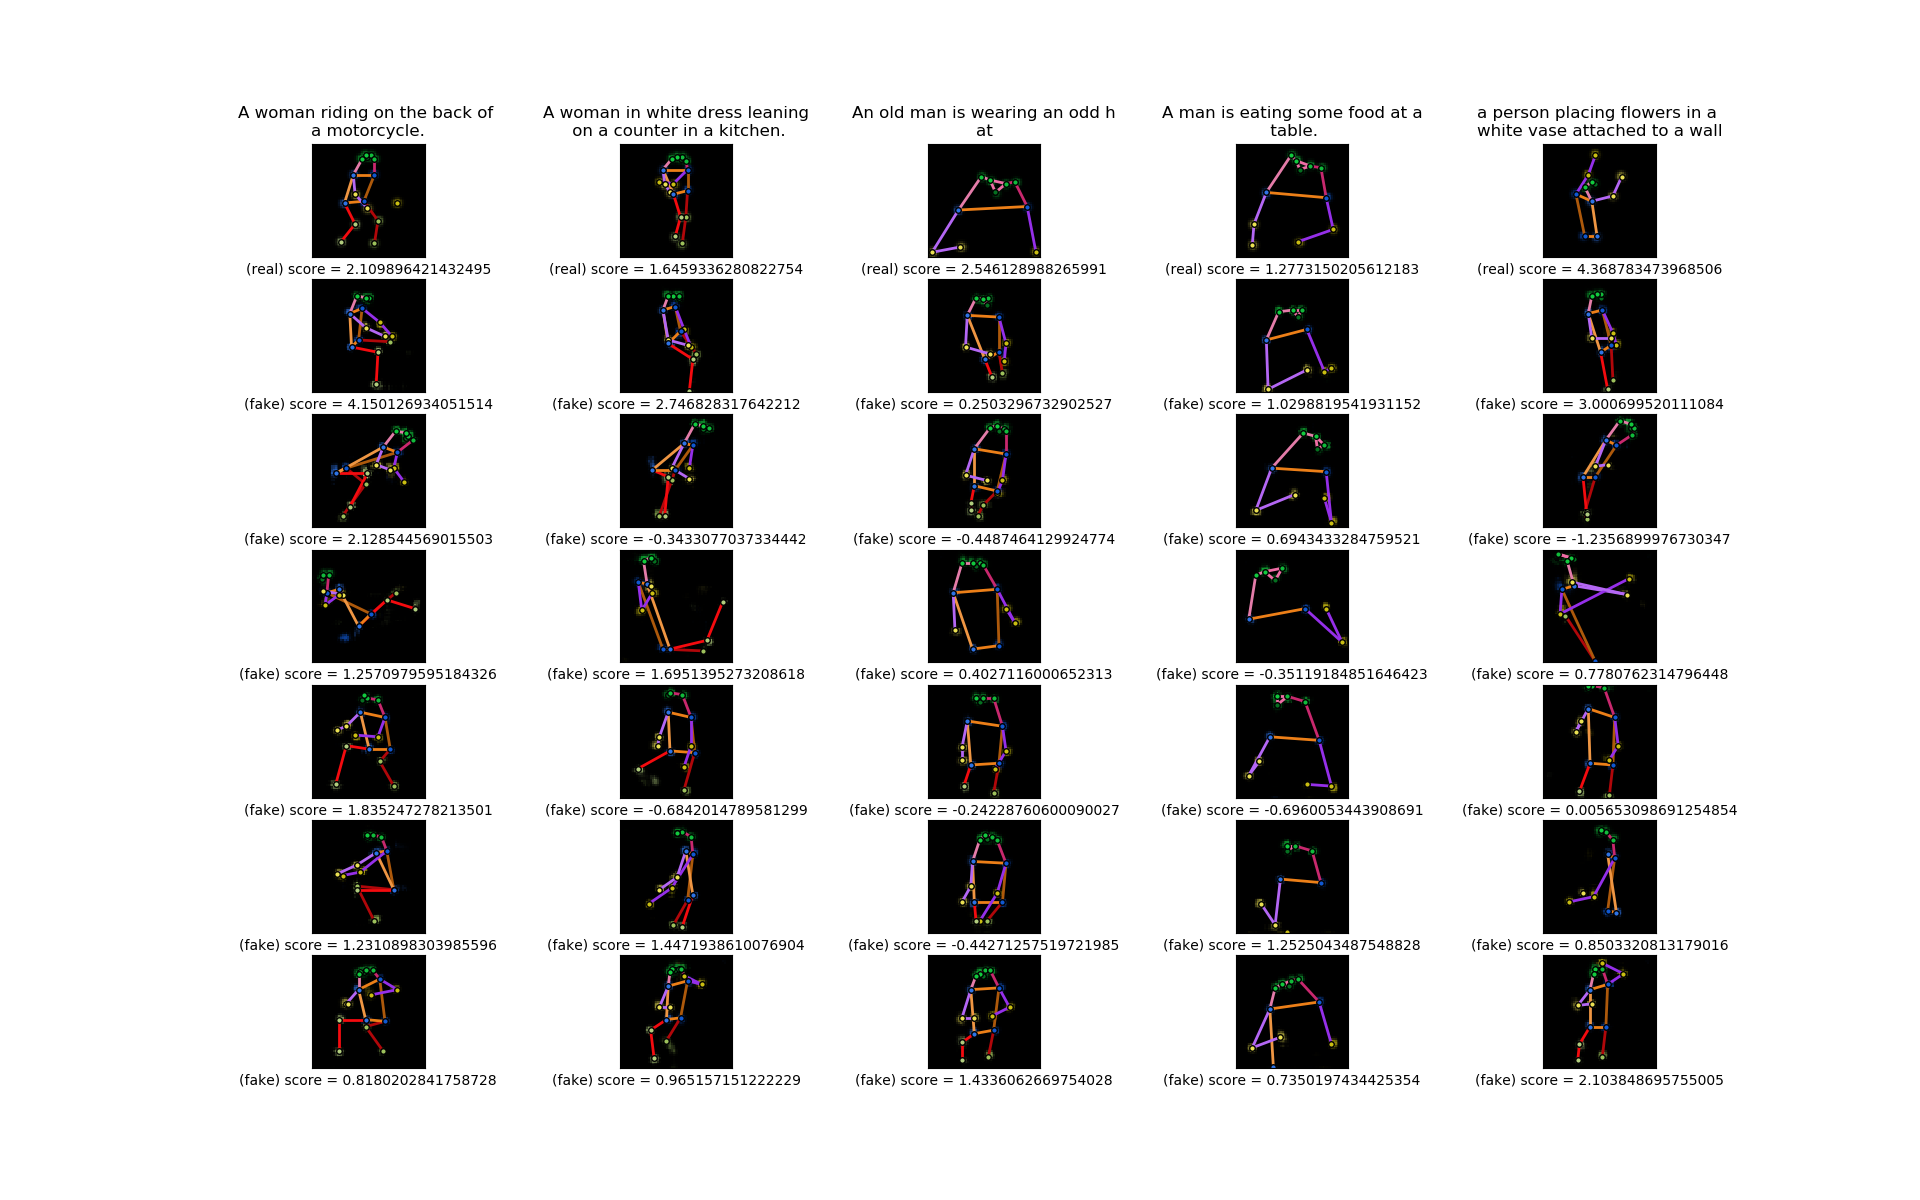 A woman riding on the back of
a motorcycle.
A woman in white dress leaning
on a counter in a kitchen.
An old man is wearing an odd h
at
A man is eating some food at a
table.
a person placing flowers in a
white vase attached to a wall
(real) score = 2.109896421432495
(real) score = 1.6459336280822754
(real) score = 2.546128988265991
(real) score = 1.2773150205612183
(real) score = 4.368783473968506
(fake) score = 4.150126934051514
(fake) score = 2.746828317642212
(fake) score = 0.2503296732902527
(fake) score = 1.0298819541931152
(fake) score = 3.000699520111084
(fake) score = 2.128544569015503
(fake) score = -0.3433077037334442
(fake) score = -0.4487464129924774
(fake) score = 0.6943433284759521
(fake) score = -1.2356899976730347
(fake) score = 1.2570979595184326
(fake) score = 1.6951395273208618
(fake) score = 0.4027116000652313
(fake) score = -0.35119184851646423
(fake) score = 0.7780762314796448
(fake) score = 1.835247278213501
(fake) score = -0.6842014789581299
(fake) score = -0.24228760600090027
(fake) score = -0.6960053443908691
(fake) score = 0.005653098691254854
(fake) score = 1.2310898303985596
(fake) score = 1.4471938610076904
(fake) score = -0.44271257519721985
(fake) score = 1.2525043487548828
(fake) score = 0.8503320813179016
(fake) score = 0.8180202841758728
(fake) score = 0.965157151222229
(fake) score = 1.4336062669754028
(fake) score = 0.7350197434425354
(fake) score = 2.103848695755005